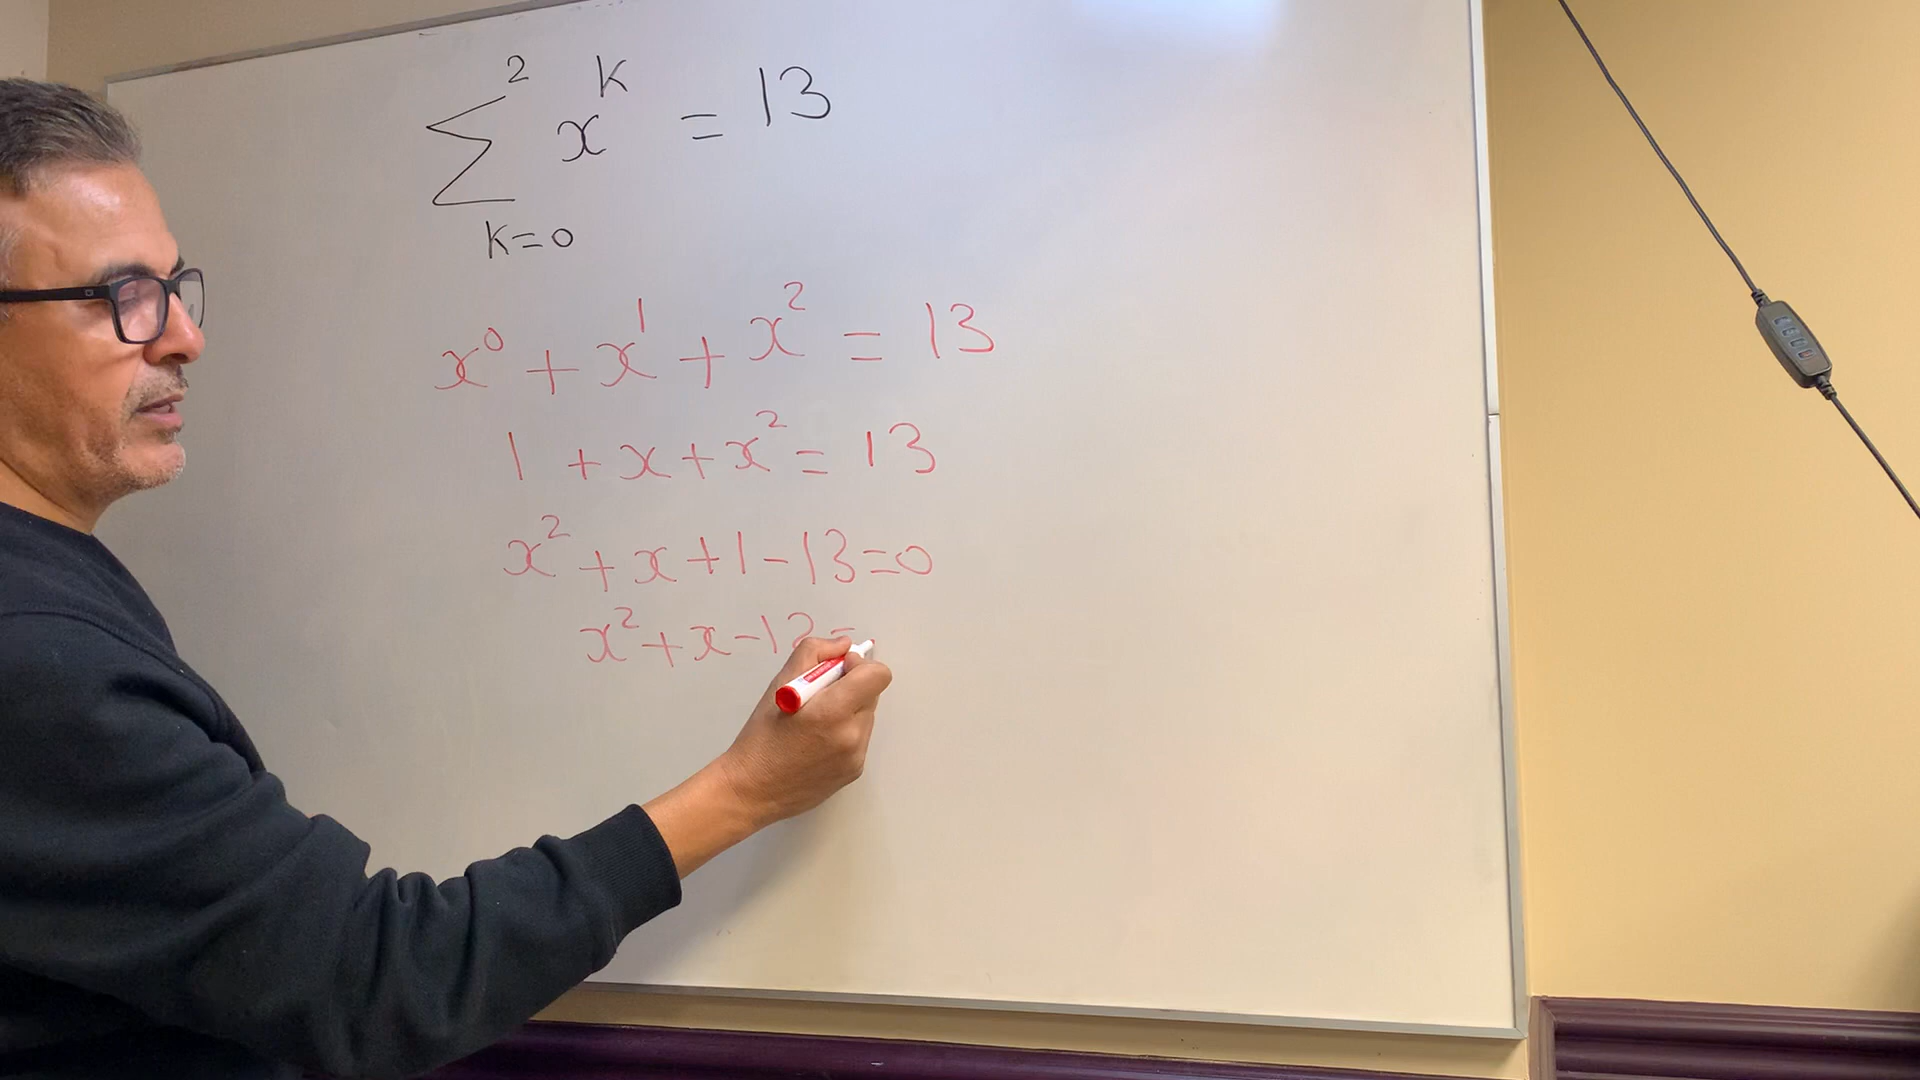 2
∑ x^k = 13
k=0
x^0 + x^1 + x^2 = 13
1 + x + x^2 = 13
x^2 + x + 1 - 13 = 0
x^2 + x - 12 =